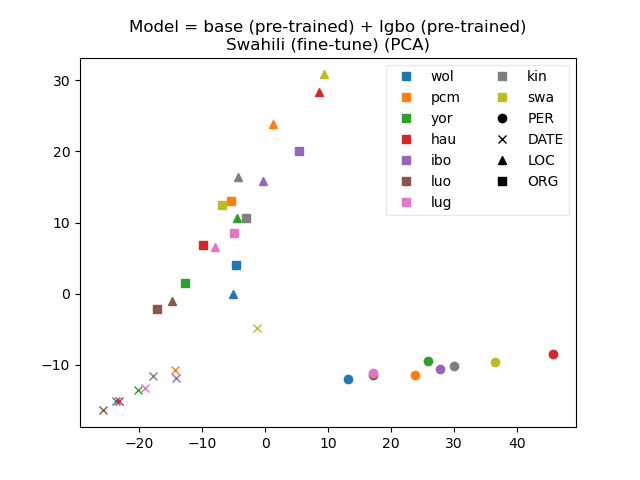 Model = base (pre-trained) + Igbo (pre-trained)
Swahili (fine-tune) (PCA)
30
20
10
0
−10
−20
−10
0
10
20
30
40
wol
pcm
yor
hau
ibo
luo
lug
kin
swa
PER
DATE
LOC
ORG